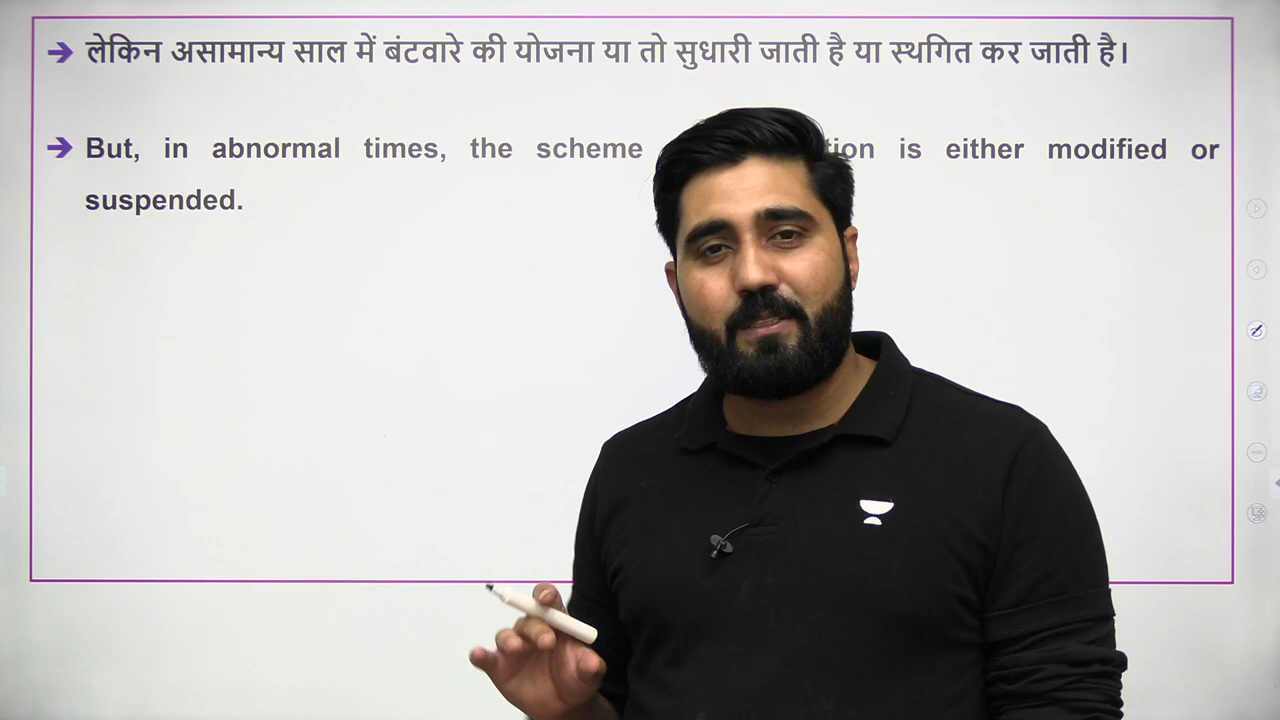 लेकिन असामान्य साल में बंटवारे की योजना या तो सुधारी जाती है या स्थगित कर जाती है।
But, in abnormal times, the scheme is either modified or
suspended.